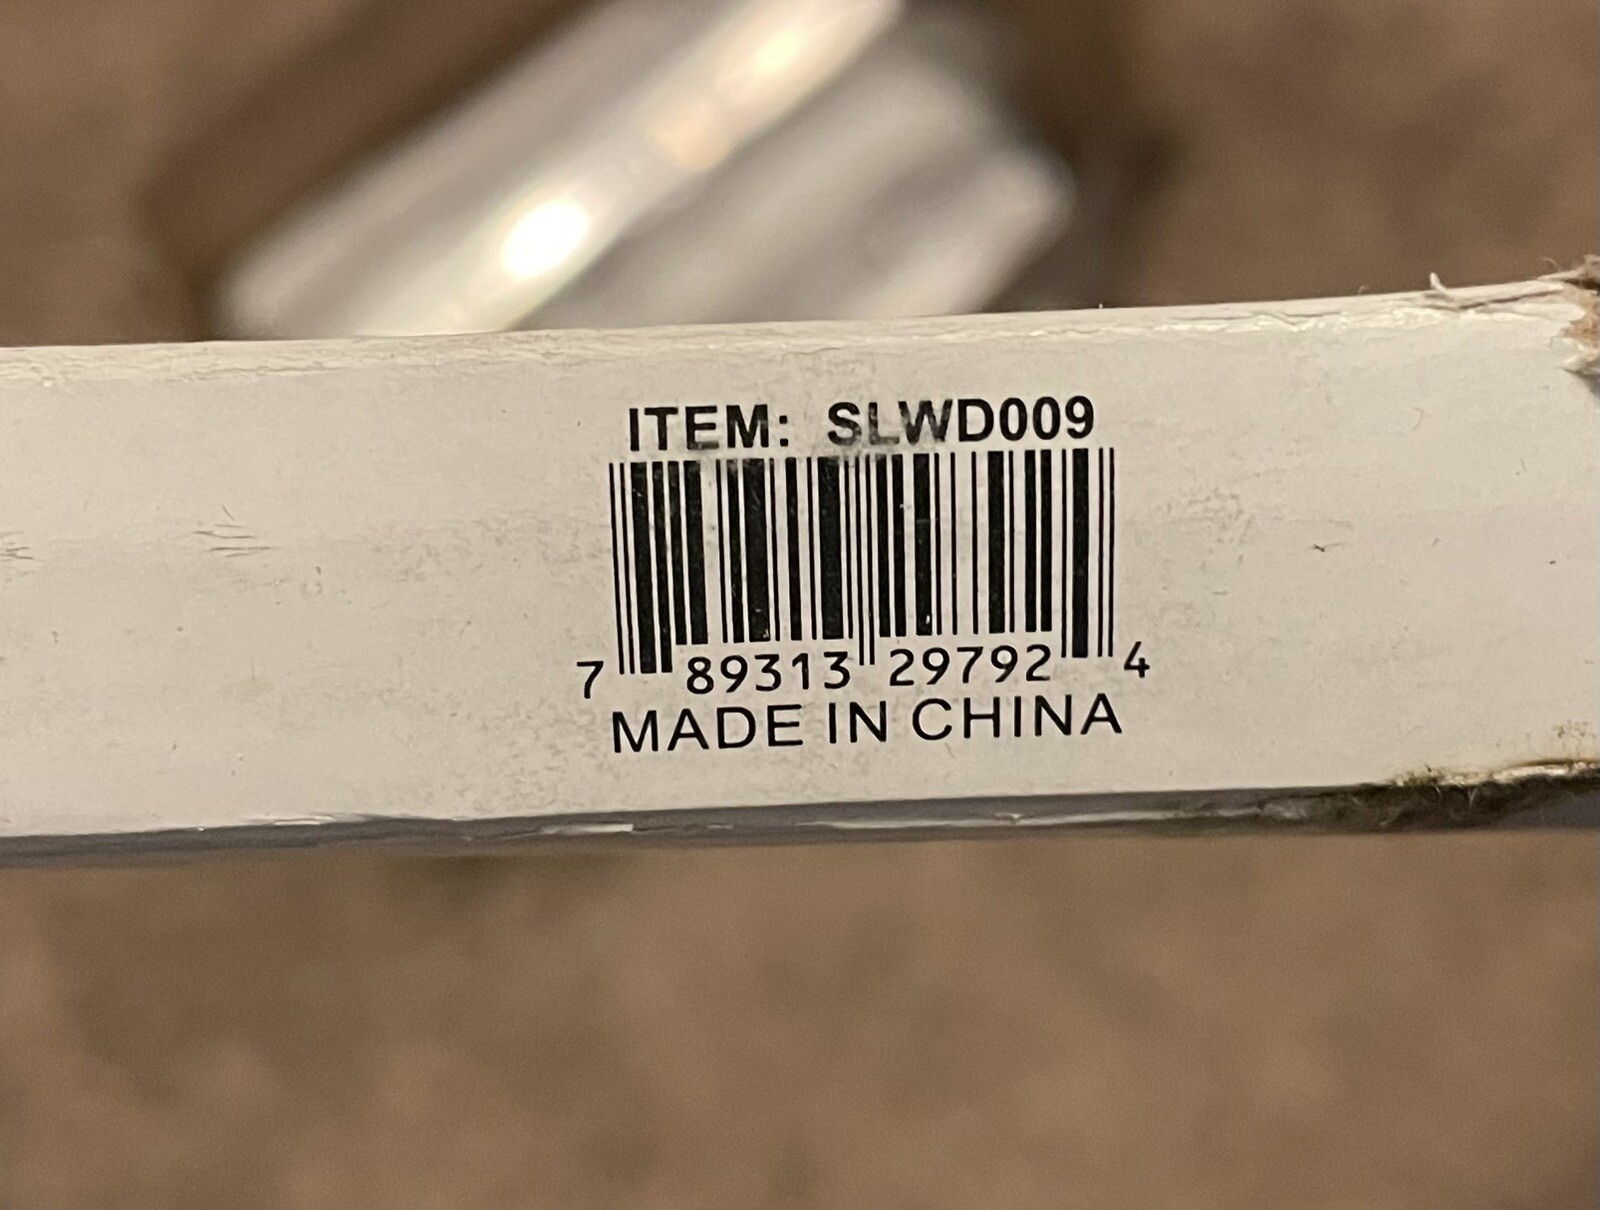 ITEM: SLWD009
7 89313 29792 4
MADE IN CHINA